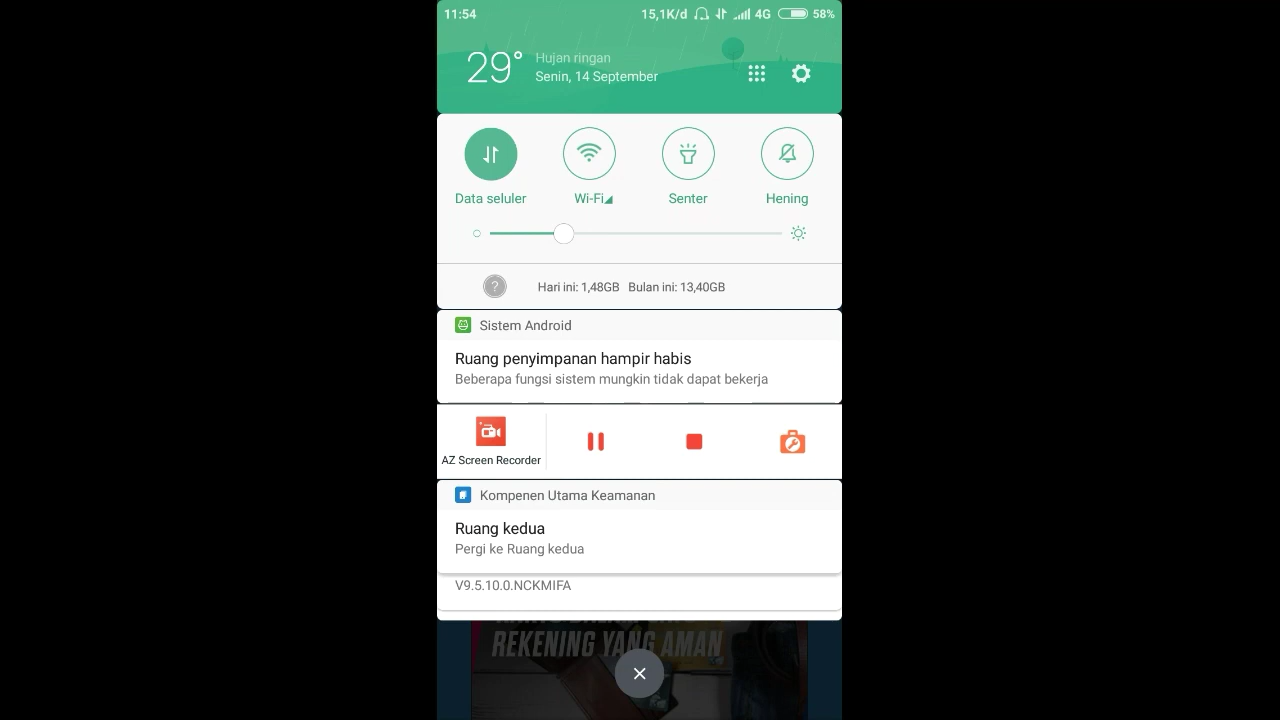 11:54 15,1K/d 4G 58%
29° Hujan ringan
Senin, 14 September
Data seluler Wi-Fi Senter Hening
? Hari ini: 1,48GB Bulan ini: 13,40GB
Sistem Android
Ruang penyimpanan hampir habis
Beberapa fungsi sistem mungkin tidak dapat bekerja
AZ Screen Recorder
Kompenen Utama Keamanan
Ruang kedua
Pergi ke Ruang kedua
V9.5.10.0.NCKMIFA
REKENING YANG AMAN